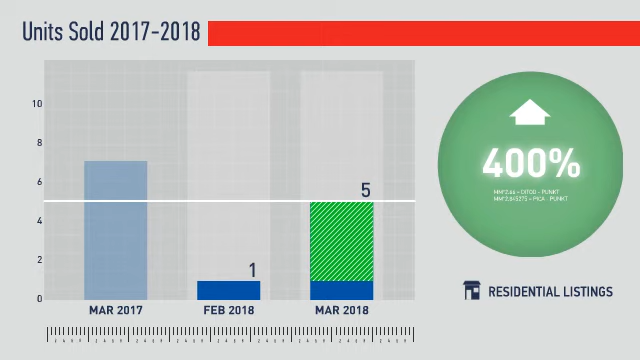 Units Sold 2017-2018
10
8
6
4
2
0
5
1
MAR 2017
FEB 2018
MAR 2018
400%
RESIDENTIAL LISTINGS